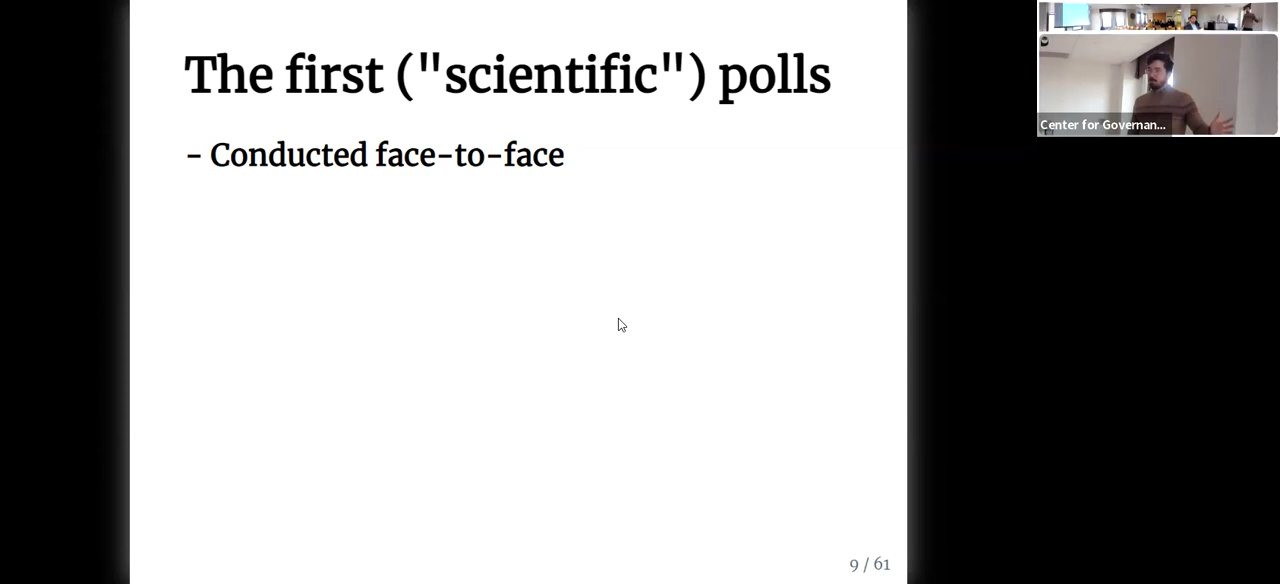 The first ("scientific") polls
- Conducted face-to-face
Center for Governan...
9 / 61